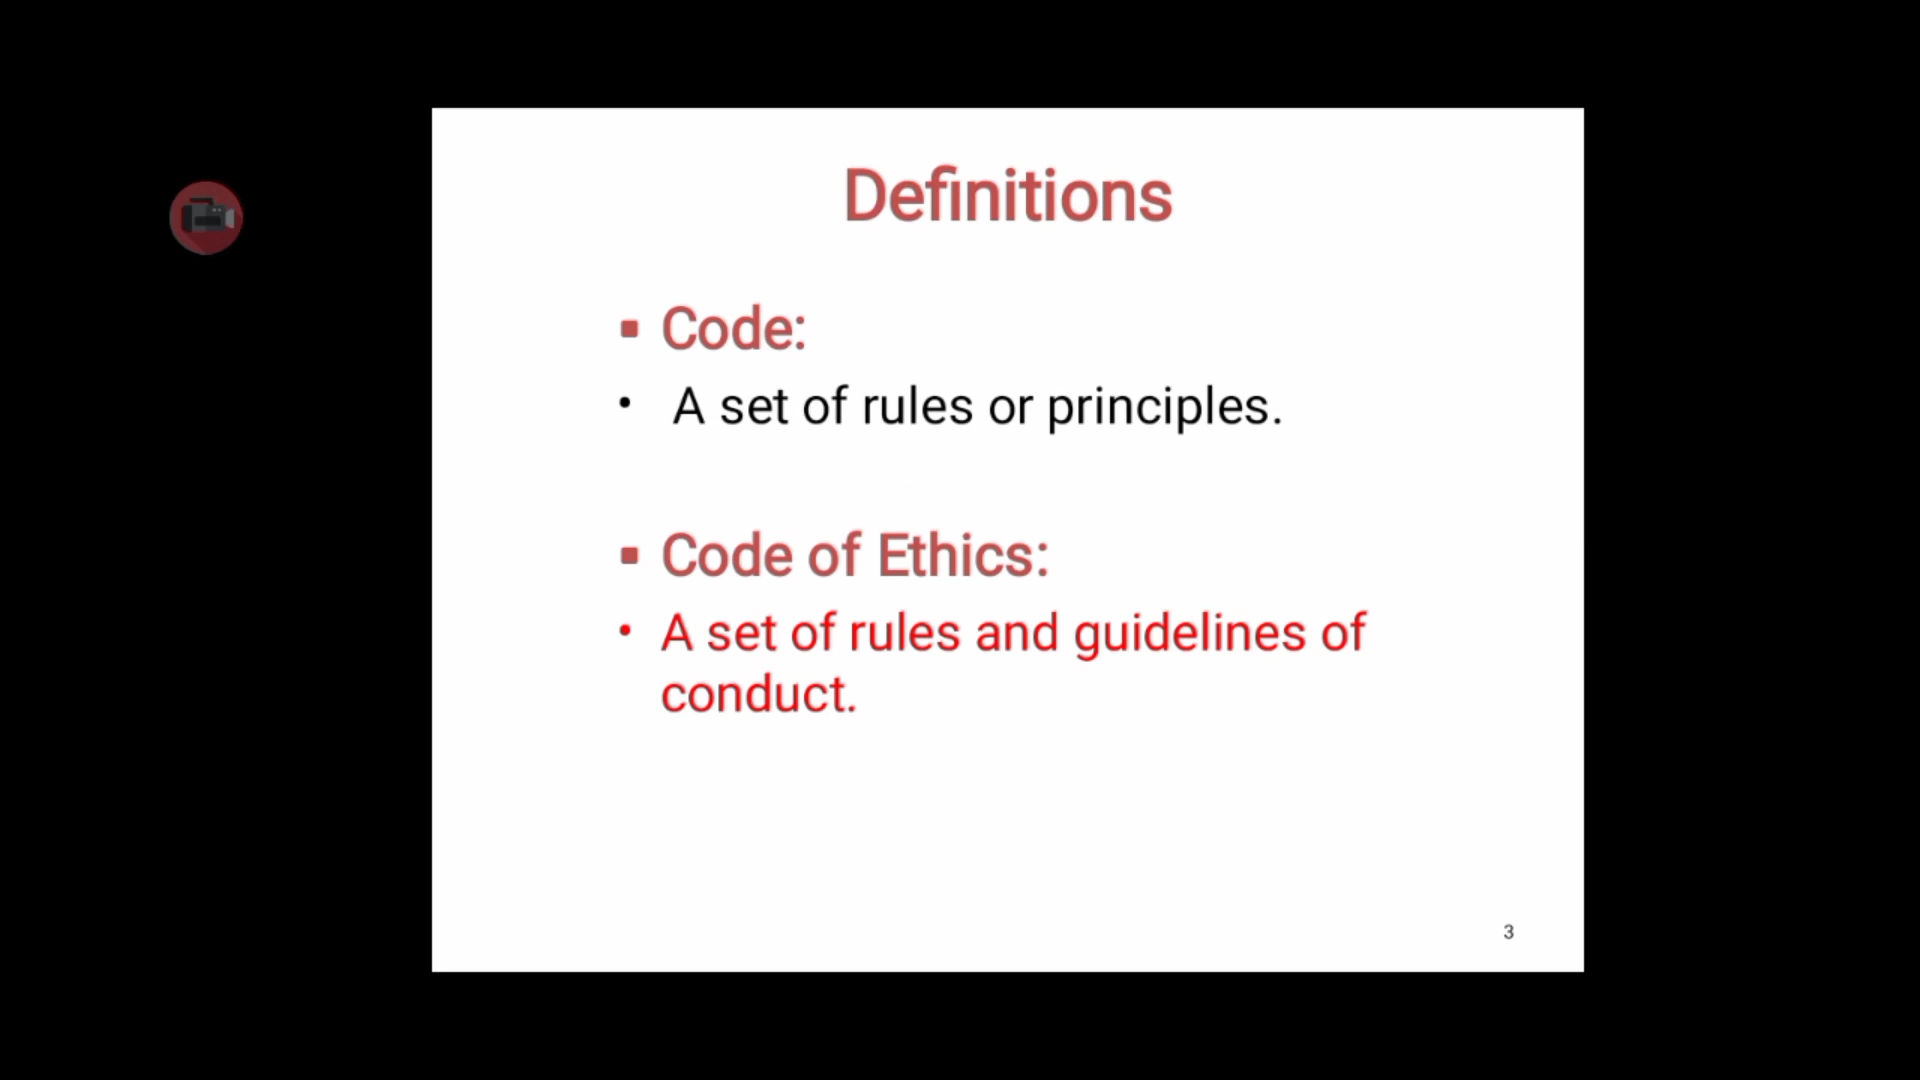 Definitions
▪ Code:
• A set of rules or principles.
▪ Code of Ethics:
• A set of rules and guidelines of
conduct.
3